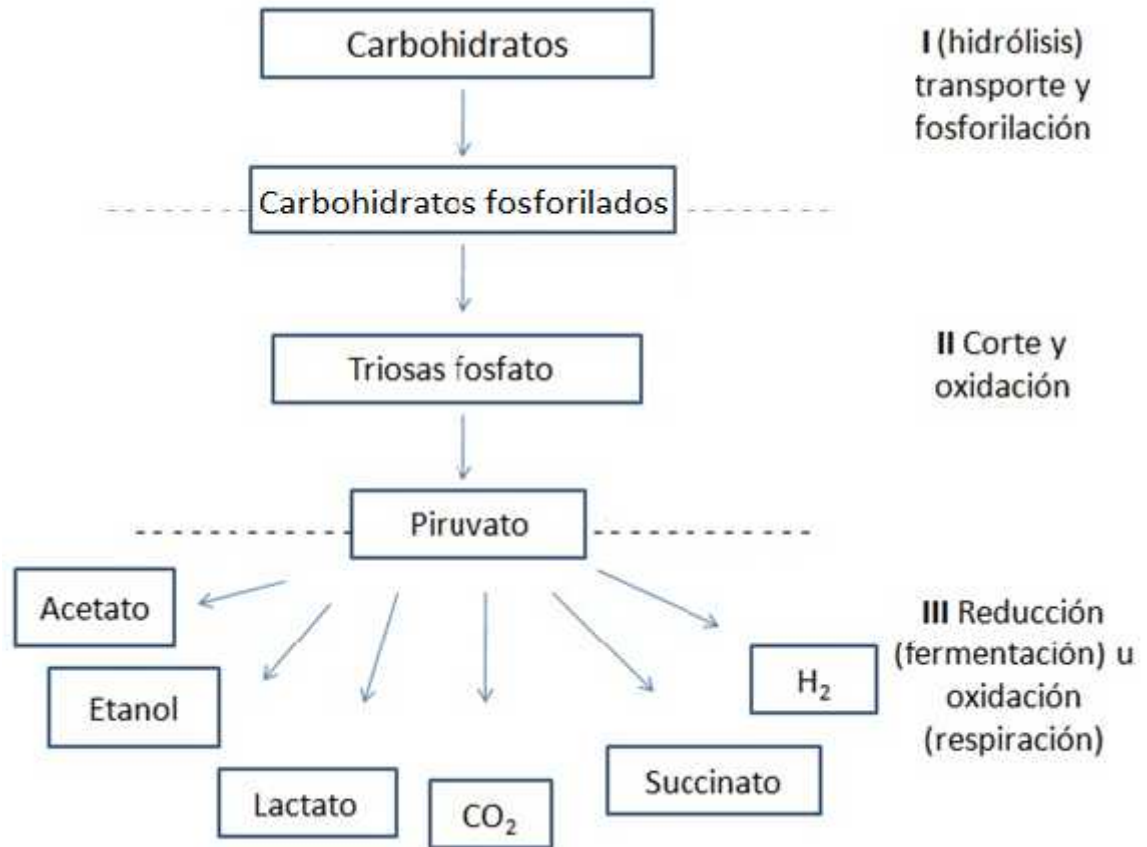 Carbohidratos
I (hidrólisis)
transporte y
fosforilación
Carbohidratos fosforilados
Triosas fosfato
II Corte y
oxidación
Piruvato
Acetato
Etanol
Lactato
CO₂
Succinato
H₂
III Reducción
(fermentación) u
oxidación
(respiración)